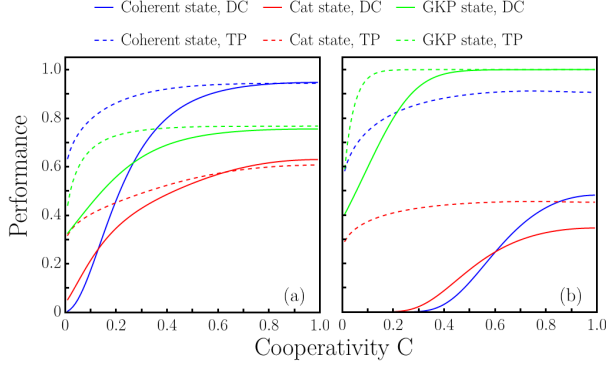 Coherent state, DC Cat state, DC GKP state, DC
Coherent state, TP Cat state, TP GKP state, TP
1.0
0.8
0.6
0.4
0.2
0
Performance
(a) (b)
0 0.2 0.4 0.6 0.8 1.0 0 0.2 0.4 0.6 0.8 1.0
Cooperativity C